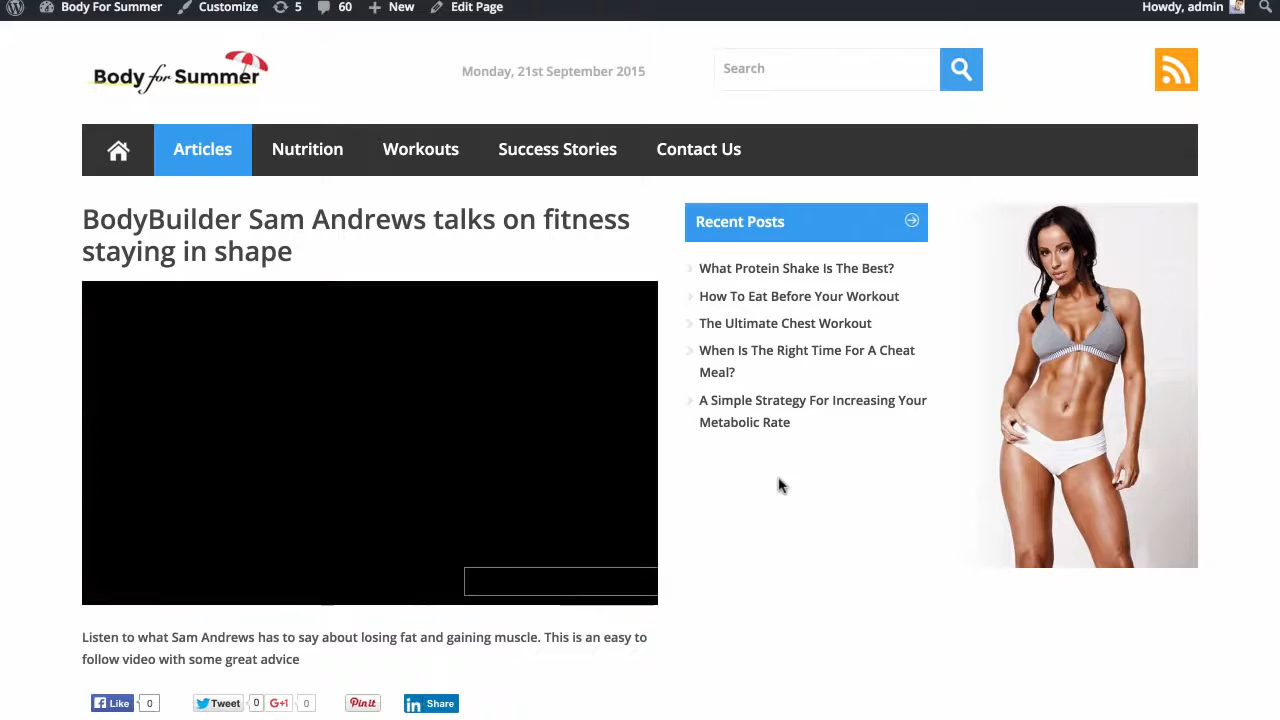 Body For Summer
Customize
5
60
New
Edit Page
Howdy, admin
Body for Summer
Monday, 21st September 2015
Search
Articles
Nutrition
Workouts
Success Stories
Contact Us
BodyBuilder Sam Andrews talks on fitness
staying in shape
Recent Posts
What Protein Shake Is The Best?
How To Eat Before Your Workout
The Ultimate Chest Workout
When Is The Right Time For A Cheat
Meal?
A Simple Strategy For Increasing Your
Metabolic Rate
Listen to what Sam Andrews has to say about losing fat and gaining muscle. This is an easy to
follow video with some great advice
Like 0
Tweet 0
G+1 0
Pin it
in Share